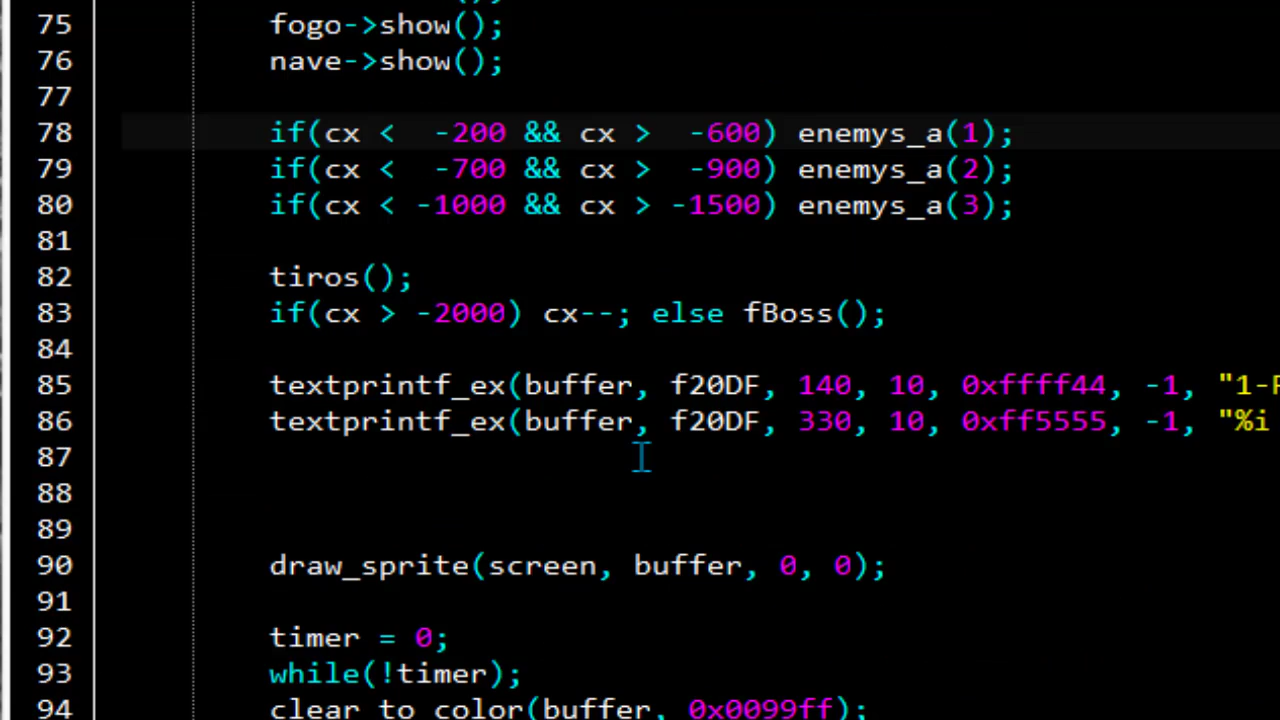 75 fogo->show();
76 nave->show();
77
78 if(cx <  -200 && cx >  -600) enemys_a(1);
79 if(cx <  -700 && cx >  -900) enemys_a(2);
80 if(cx < -1000 && cx > -1500) enemys_a(3);
81
82 tiros();
83 if(cx > -2000) cx--; else fBoss();
84
85 textprintf_ex(buffer, f20DF, 140, 10, 0xffff44, -1, "1-
86 textprintf_ex(buffer, f20DF, 330, 10, 0xff5555, -1, "%i
87
88
89
90 draw_sprite(screen, buffer, 0, 0);
91
92 timer = 0;
93 while(!timer);
94 clear_to_color(buffer, 0x0099ff);